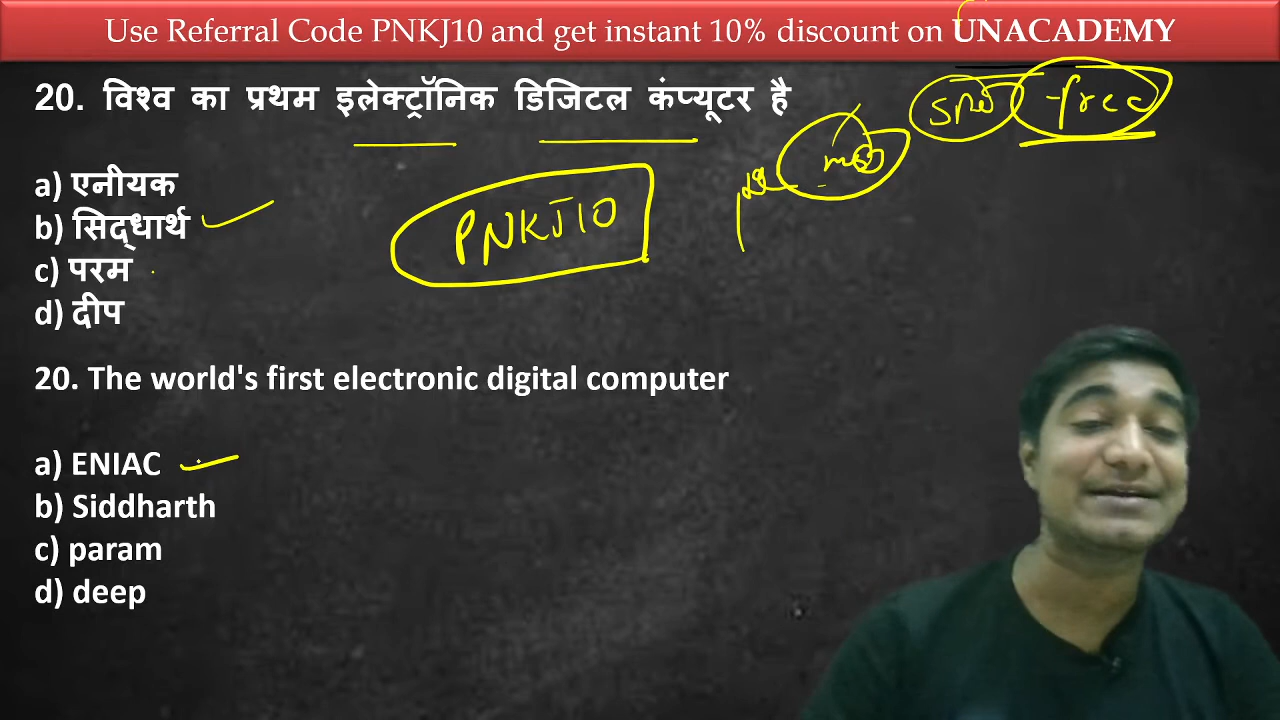 Use Referral Code PNKJ10 and get instant 10% discount on UNACADEMY
20. विश्व का प्रथम इलेक्ट्रॉनिक डिजिटल कंप्यूटर है
free
a) एनीयक
b) सिद्धार्थ
PNKJ10
c) परम
d) दीप
20. The world's first electronic digital computer
a) ENIAC
b) Siddharth
c) param
d) deep